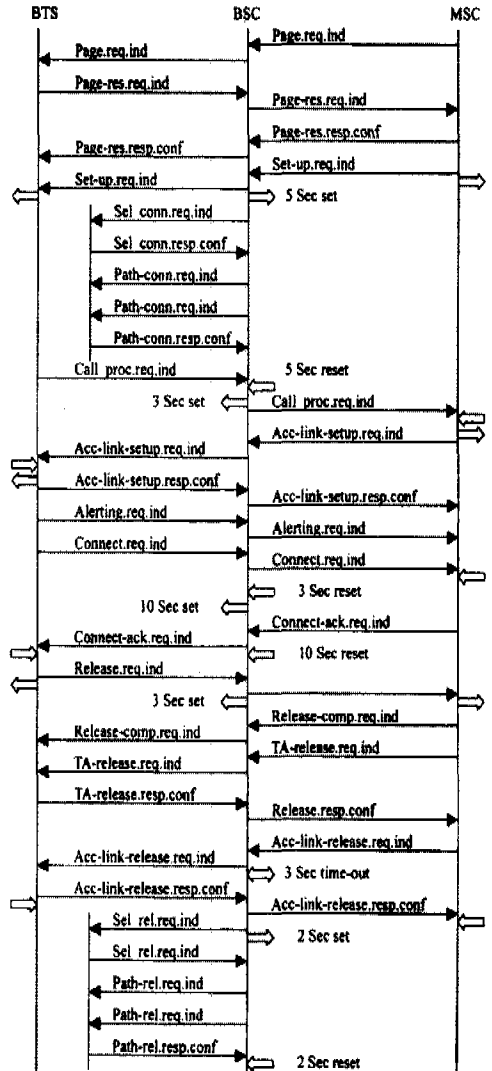 BTS BSC MSC
Page.req.ind
Page.req.ind
Page-res.req.ind
Page-res.req.ind
Page-res.resp.conf
Page-res.resp.conf
Set-up.req.ind
Set-up.req.ind
5 Sec set
Sel conn.req.ind
Sel conn.resp.conf
Path-conn.req.ind
Path-conn.req.ind
Path-conn.resp.conf
Call proc.req.ind
5 Sec reset
3 Sec set
Call proc.req.ind
Acc-link-setup.req.ind
Acc-link-setup.req.ind
Acc-link-setup.resp.conf
Acc-link-setup.resp.conf
Alerting.req.ind
Alerting.req.ind
Connect.req.ind
Connect.req.ind
3 Sec reset
10 Sec set
Connect-ack.req.ind
Connect-ack.req.ind
10 Sec reset
Release.req.ind
3 Sec set
Release-comp.req.ind
Release-comp.req.ind
TA-release.req.ind
TA-release.req.ind
TA-release.resp.conf
Release.resp.conf
Acc-link-release.req.ind
Acc-link-release.req.ind
3 Sec time-out
Acc-link-release.resp.conf
Acc-link-release.resp.conf
Sel rel.req.ind
2 Sec set
Sel rel.req.ind
Path-rel.req.ind
Path-rel.req.ind
Path-rel.resp.conf
2 Sec reset